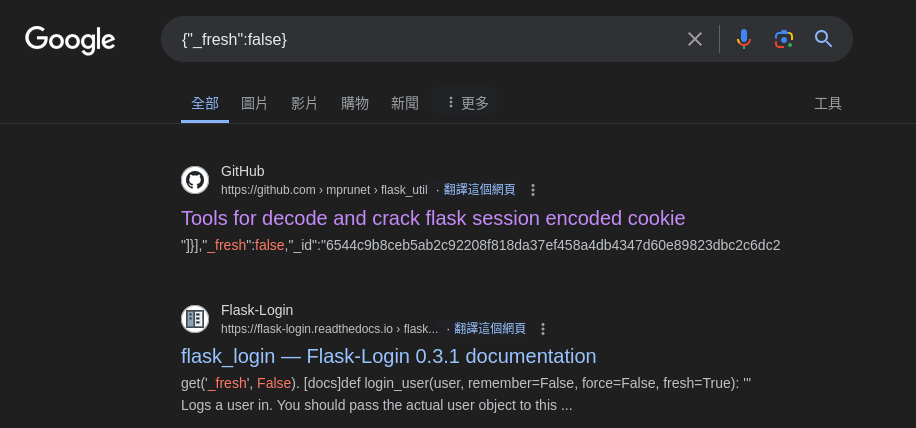 Google
{"_fresh":false}
全部 圖片 影片 購物 新聞 更多 工具
GitHub
https://github.com › mprunet › flask_util · 翻譯這個網頁
Tools for decode and crack flask session encoded cookie
"]}],"_fresh":false,"_id":"6544c9b8ceb5ab2c92208f818da37ef458a4db4347d60e89823dbc2c6dc2
Flask-Login
https://flask-login.readthedocs.io › flask... · 翻譯這個網頁
flask_login — Flask-Login 0.3.1 documentation
get('_fresh', False). [docs]def login_user(user, remember=False, force=False, fresh=True): '"
Logs a user in. You should pass the actual user object to this ...